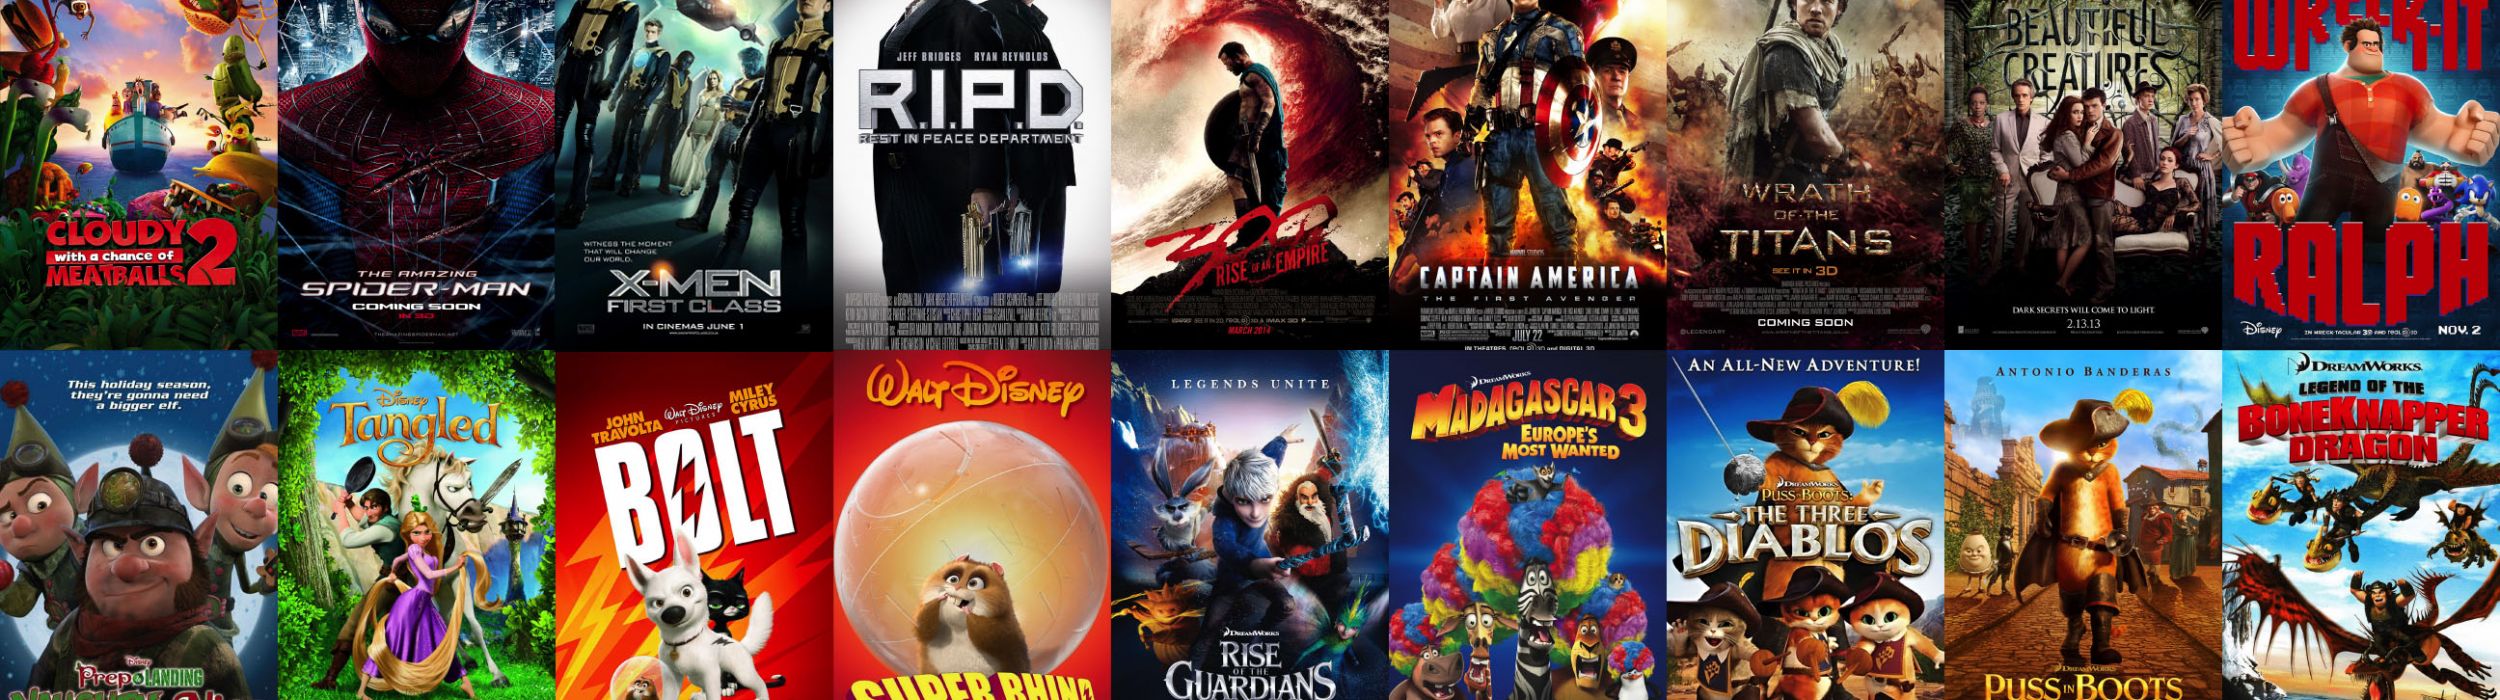 CLOUDY
with a chance of
MEATBALLS 2
THE AMAZING
SPIDER-MAN
COMING SOON
IN 3D
WITNESS THE MOMENT
THAT WILL CHANGE
OUR WORLD.
X-MEN
FIRST CLASS
IN CINEMAS JUNE 1
JEFF BRIDGES RYAN REYNOLDS
R.I.P.D.
REST IN PEACE DEPARTMENT
300
RISE OF AN EMPIRE
MARCH 2014
CAPTAIN AMERICA
THE FIRST AVENGER
JULY 22
IN THEATRES, REAL D 3D AND DIGITAL 3D
WRATH
OF THE
TITANS
SEE IT IN 3D
COMING SOON
BEAUTIFUL
CREATURES
DARK SECRETS WILL COME TO LIGHT.
2.13.13
WRECK-IT
RALPH
Disney
NOV. 2
This holiday season,
they're gonna need
a bigger elf.
Disney
Prep & LANDING
Disney
Tangled
JOHN
TRAVOLTA
WALT DISNEY
PICTURES
MILEY
CYRUS
BOLT
WALT DISNEY
SUPER RHINO
LEGENDS UNITE
DREAMWORKS
RISE
OF THE
GUARDIANS
DREAMWORKS
MADAGASCAR 3
EUROPE'S
MOST WANTED
AN ALL-NEW ADVENTURE!
DREAMWORKS
PUSS IN BOOTS:
THE THREE
DIABLOS
ANTONIO BANDERAS
DREAMWORKS
PUSS IN BOOTS
DREAMWORKS
LEGEND OF THE
BONEKNAPPER
DRAGON